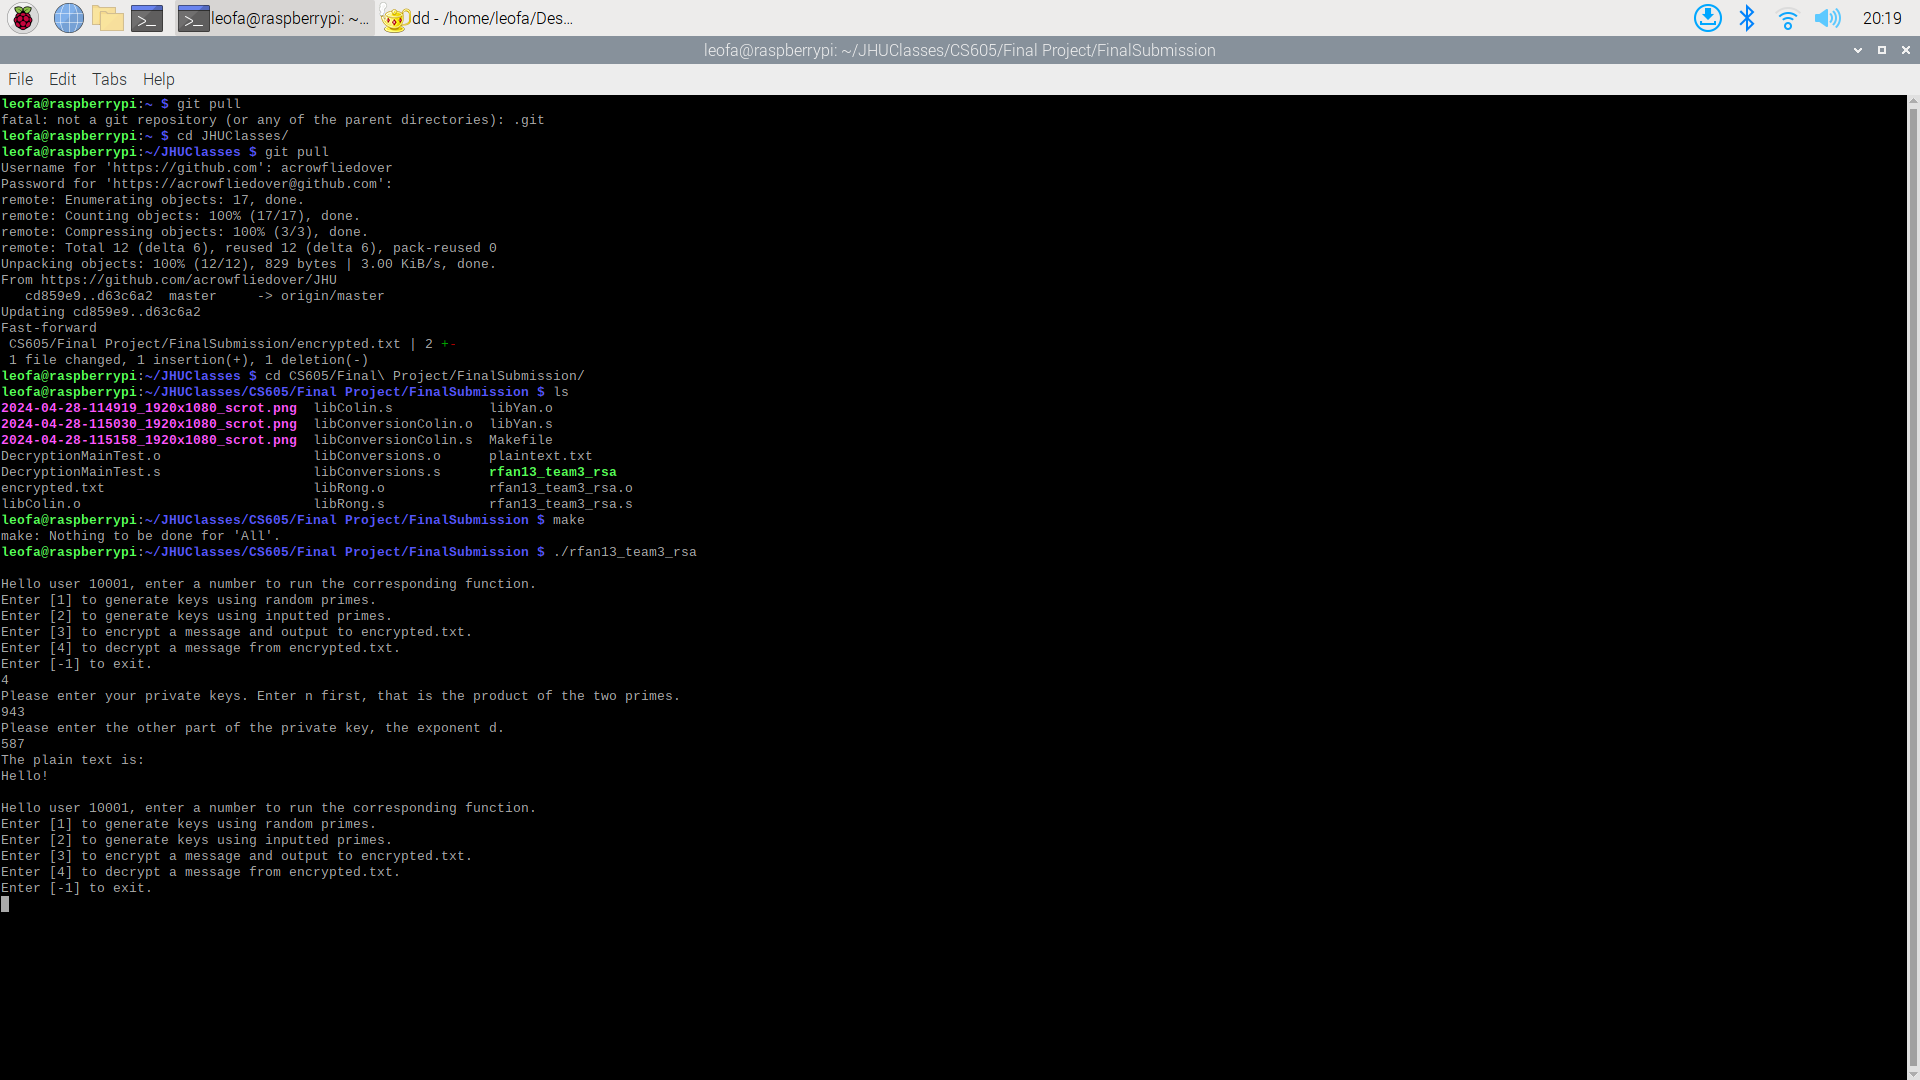 leofa@raspberrypi: ~... dd - /home/leofa/Des... 20:19
leofa@raspberrypi: ~/JHUClasses/CS605/Final Project/FinalSubmission
File Edit Tabs Help
leofa@raspberrypi:~ $ git pull
fatal: not a git repository (or any of the parent directories): .git
leofa@raspberrypi:~ $ cd JHUClasses/
leofa@raspberrypi:~/JHUClasses $ git pull
Username for 'https://github.com': acrowfliedover
Password for 'https://acrowfliedover@github.com':
remote: Enumerating objects: 17, done.
remote: Counting objects: 100% (17/17), done.
remote: Compressing objects: 100% (3/3), done.
remote: Total 12 (delta 6), reused 12 (delta 6), pack-reused 0
Unpacking objects: 100% (12/12), 829 bytes | 3.00 KiB/s, done.
From https://github.com/acrowfliedover/JHU
   cd859e9..d63c6a2  master     -> origin/master
Updating cd859e9..d63c6a2
Fast-forward
 CS605/Final Project/FinalSubmission/encrypted.txt | 2 +-
 1 file changed, 1 insertion(+), 1 deletion(-)
leofa@raspberrypi:~/JHUClasses $ cd CS605/Final\ Project/FinalSubmission/
leofa@raspberrypi:~/JHUClasses/CS605/Final Project/FinalSubmission $ ls
2024-04-28-114919_1920x1080_scrot.png  libColin.s            libYan.o
2024-04-28-115030_1920x1080_scrot.png  libConversionColin.o  libYan.s
2024-04-28-115158_1920x1080_scrot.png  libConversionColin.s  Makefile
DecryptionMainTest.o                   libConversions.o      plaintext.txt
DecryptionMainTest.s                   libConversions.s      rfan13_team3_rsa
encrypted.txt                          libRong.o             rfan13_team3_rsa.o
libColin.o                             libRong.s             rfan13_team3_rsa.s
leofa@raspberrypi:~/JHUClasses/CS605/Final Project/FinalSubmission $ make
make: Nothing to be done for 'All'.
leofa@raspberrypi:~/JHUClasses/CS605/Final Project/FinalSubmission $ ./rfan13_team3_rsa
Hello user 10001, enter a number to run the corresponding function.
Enter [1] to generate keys using random primes.
Enter [2] to generate keys using inputted primes.
Enter [3] to encrypt a message and output to encrypted.txt.
Enter [4] to decrypt a message from encrypted.txt.
Enter [-1] to exit.
4
Please enter your private keys. Enter n first, that is the product of the two primes.
943
Please enter the other part of the private key, the exponent d.
587
The plain text is:
Hello!
Hello user 10001, enter a number to run the corresponding function.
Enter [1] to generate keys using random primes.
Enter [2] to generate keys using inputted primes.
Enter [3] to encrypt a message and output to encrypted.txt.
Enter [4] to decrypt a message from encrypted.txt.
Enter [-1] to exit.